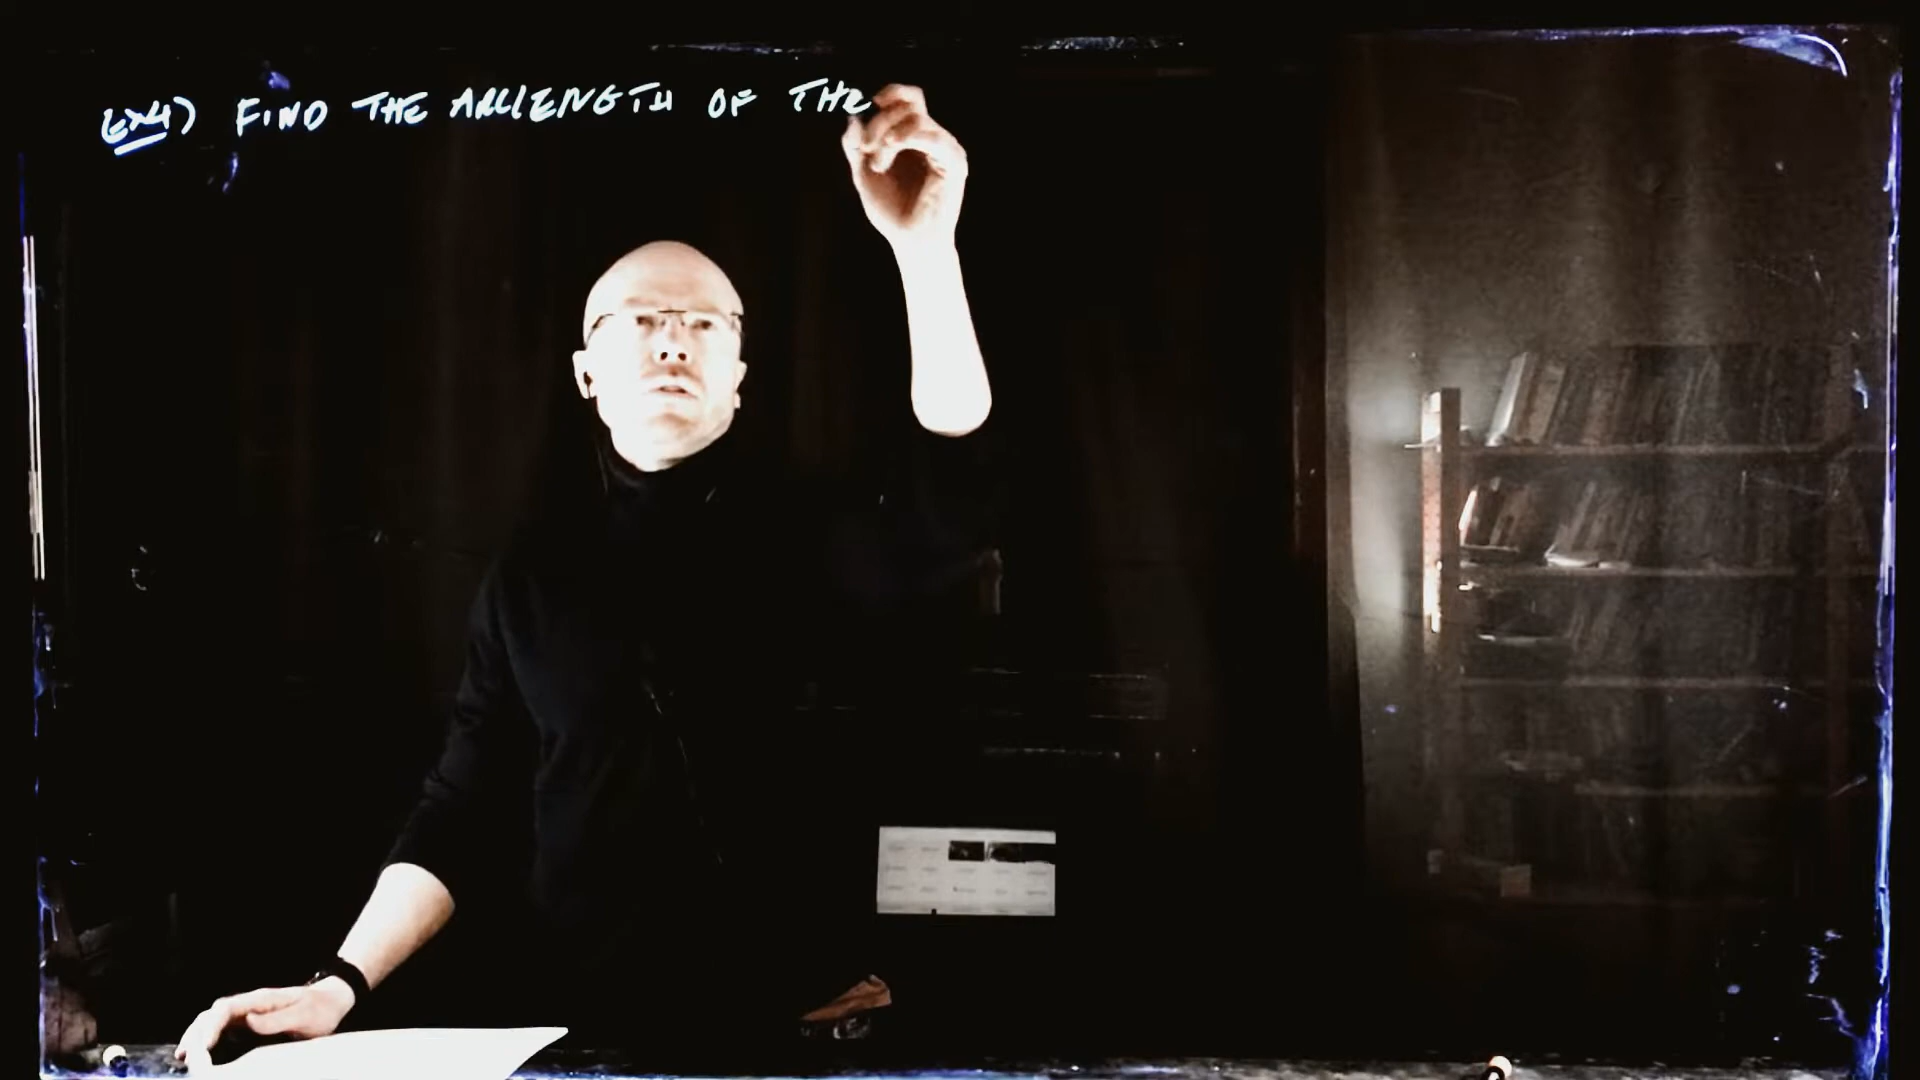 Ex4) FIND THE ARCLENGTH OF THE